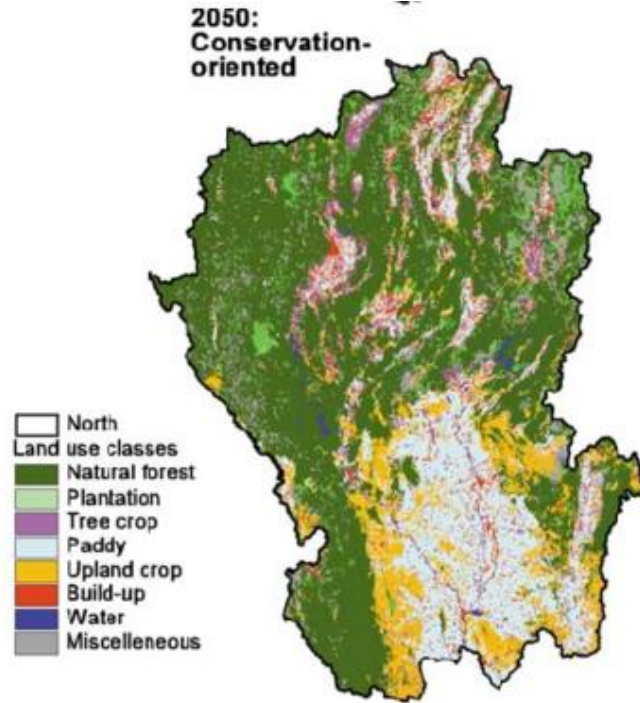 2050:
Conservation-
oriented
North
Land use classes
Natural forest
Plantation
Tree crop
Paddy
Upland crop
Build-up
Water
Miscelleneous